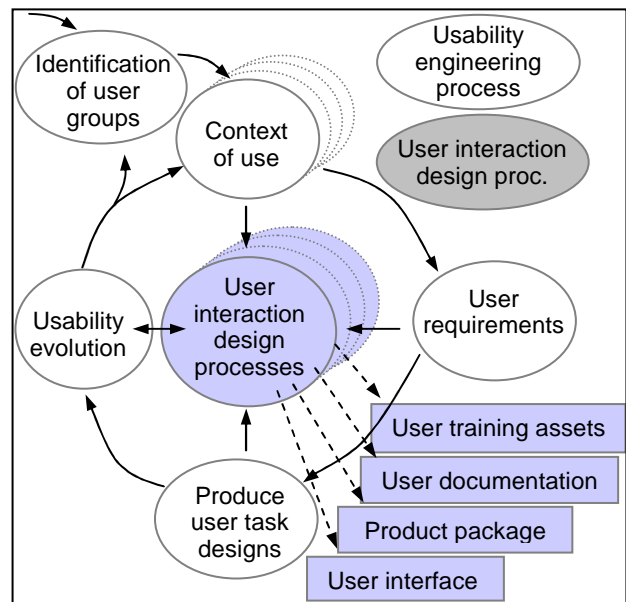 Identification
of user
groups
Context
of use
Usability
engineering
process
User interaction
design proc.
User
interaction
design
processes
Usability
evolution
User
requirements
Produce
user task
designs
User training assets
User documentation
Product package
User interface